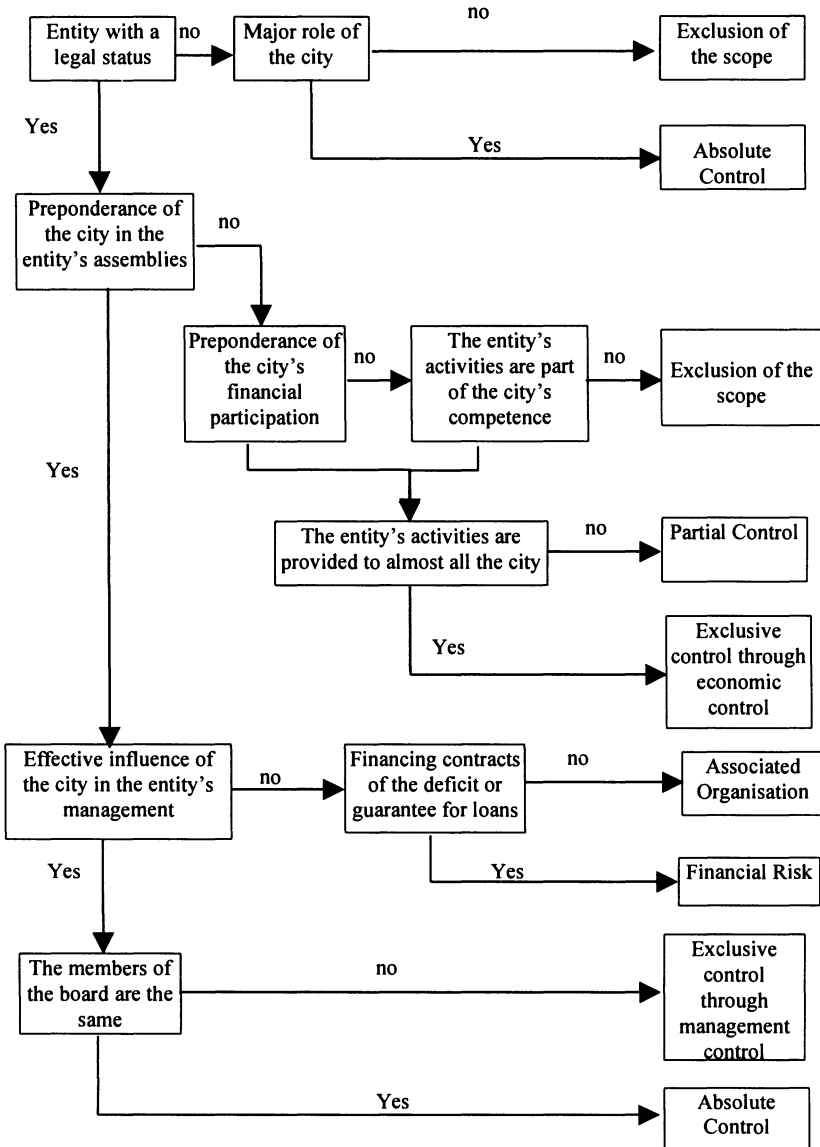 no
Entity with a
legal status
no
Major role of
the city
Exclusion of
the scope
Yes
Yes
Absolute
Control
Preponderance of
the city in the
entity's assemblies
no
Preponderance of
the city's
financial
participation
no
The entity's
activities are part
of the city's
competence
no
Exclusion of the
scope
Yes
The entity's activities are
provided to almost all the city
no
Partial Control
Yes
Exclusive
control through
economic
control
Effective influence of
the city in the entity's
management
no
Financing contracts
of the deficit or
guarantee for loans
no
Associated
Organisation
Yes
Yes
Financial Risk
The members of
the board are the
same
no
Exclusive
control
through
management
control
Yes
Absolute
Control